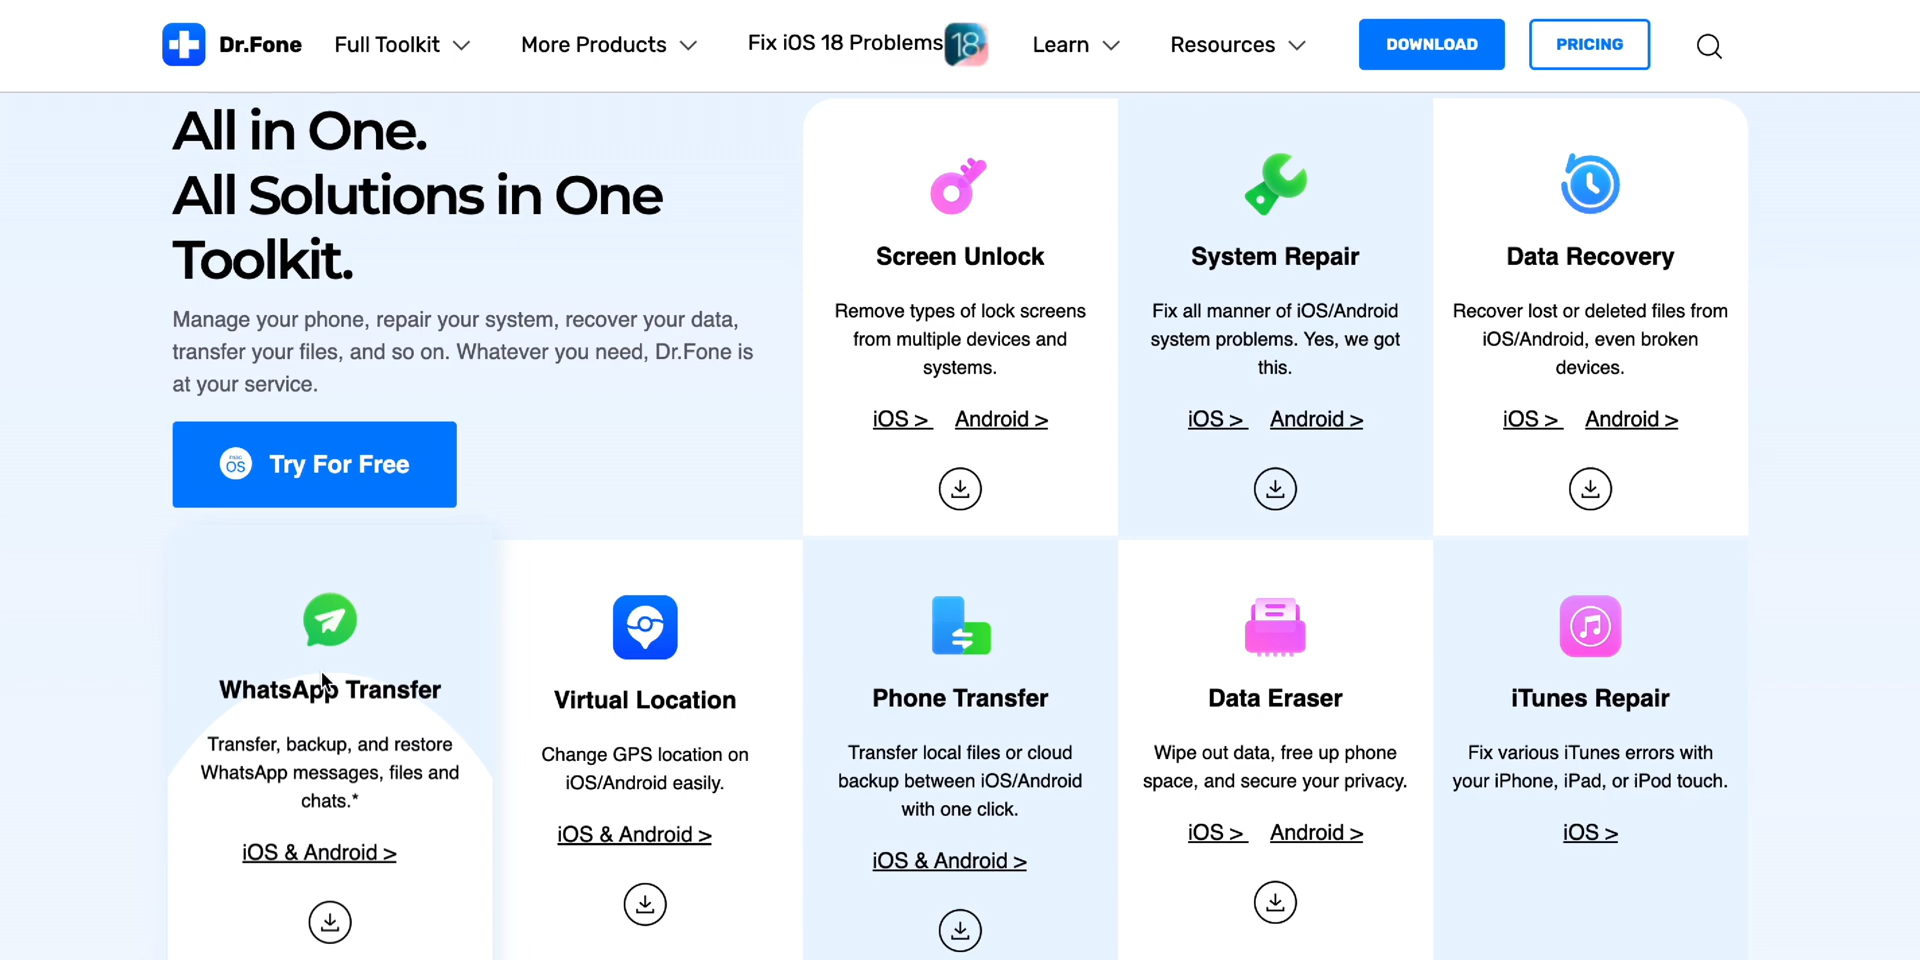 Dr.Fone
Full Toolkit
More Products
Fix iOS 18 Problems
18
Learn
Resources
DOWNLOAD
PRICING
All in One.
All Solutions in One
Toolkit.
Manage your phone, repair your system, recover your data,
transfer your files, and so on. Whatever you need, Dr.Fone is
at your service.
OS
Try For Free
Screen Unlock
Remove types of lock screens
from multiple devices and
systems.
iOS > Android >
System Repair
Fix all manner of iOS/Android
system problems. Yes, we got
this.
iOS > Android >
Data Recovery
Recover lost or deleted files from
iOS/Android, even broken
devices.
iOS > Android >
WhatsApp Transfer
Transfer, backup, and restore
WhatsApp messages, files and
chats.*
iOS & Android >
Virtual Location
Change GPS location on
iOS/Android easily.
iOS & Android >
Phone Transfer
Transfer local files or cloud
backup between iOS/Android
with one click.
iOS & Android >
Data Eraser
Wipe out data, free up phone
space, and secure your privacy.
iOS > Android >
iTunes Repair
Fix various iTunes errors with
your iPhone, iPad, or iPod touch.
iOS >